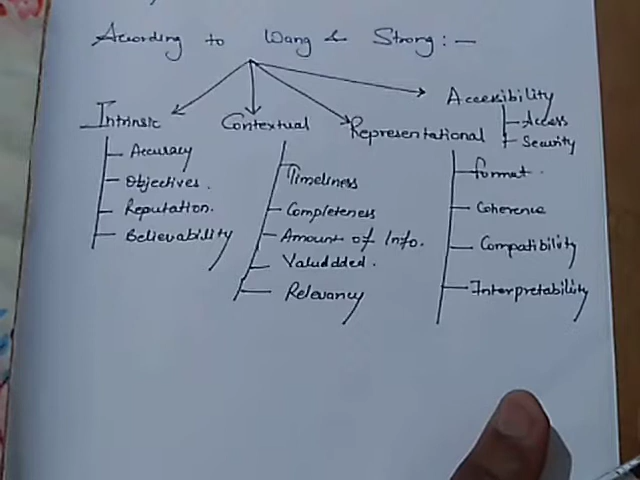 According to Wang & Strong:-
Intrinsic
Accuracy
Objectives.
Reputation.
Believability
Contextual
Timeliness
Completeness
Amount of Info.
Valuddded.
Relevancy
Representational
format.
Coherence
Compatibility
Interpretability
Accessibility
Access
Security